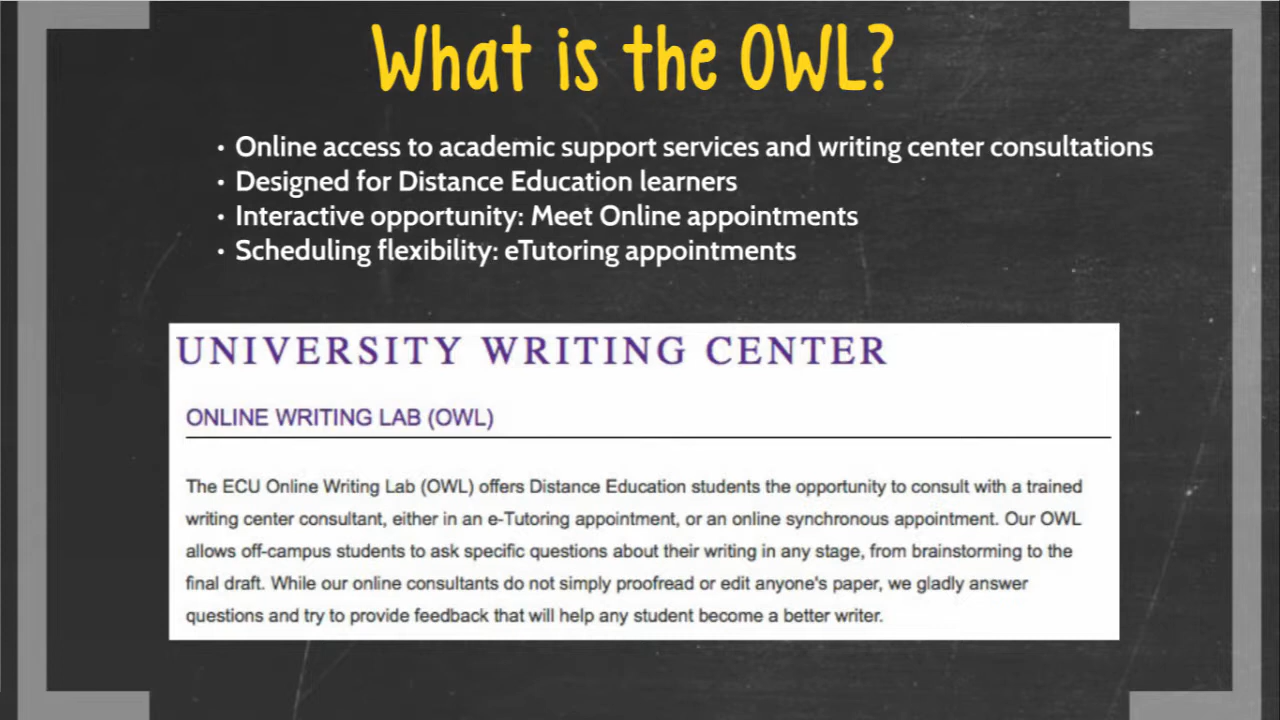 What is the OWL?
• Online access to academic support services and writing center consultations
• Designed for Distance Education learners
• Interactive opportunity: Meet Online appointments
• Scheduling flexibility: eTutoring appointments
UNIVERSITY WRITING CENTER
ONLINE WRITING LAB (OWL)
The ECU Online Writing Lab (OWL) offers Distance Education students the opportunity to consult with a trained
writing center consultant, either in an e-Tutoring appointment, or an online synchronous appointment. Our OWL
allows off-campus students to ask specific questions about their writing in any stage, from brainstorming to the
final draft. While our online consultants do not simply proofread or edit anyone's paper, we gladly answer
questions and try to provide feedback that will help any student become a better writer.